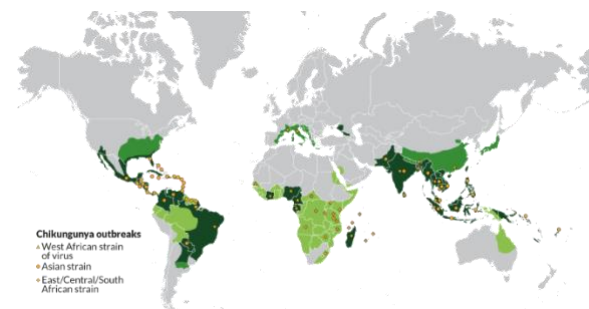 Chikungunya outbreaks
West African strain
of virus
Asian strain
East/Central/South
African strain